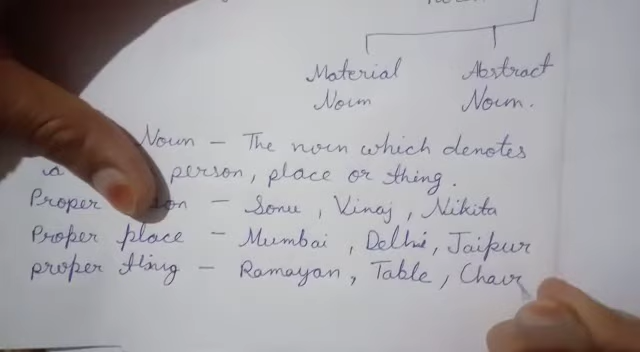 Material Abstract
Noun Noun.
Noun - The noun which denotes
person, place or thing.
Proper - Sonu, Vinay, Nikita
Proper place - Mumbai, Delhi, Jaipur
proper thing - Ramayan, Table, Chair